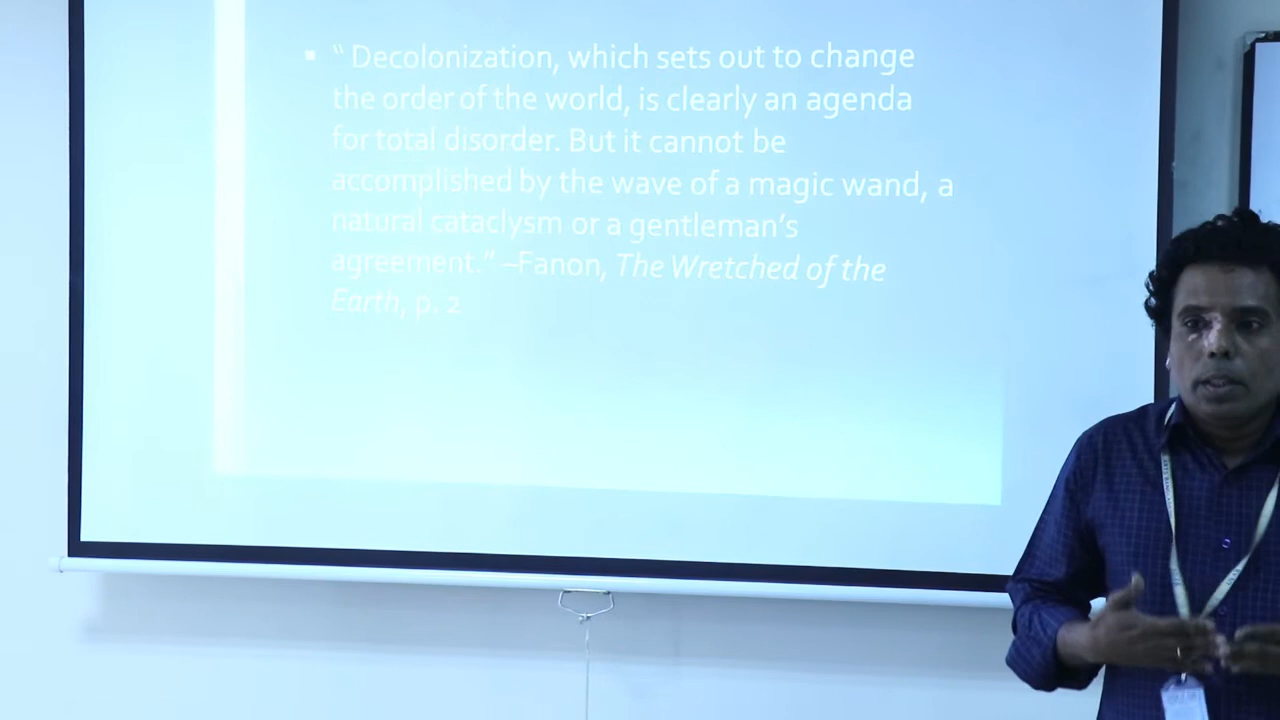 “ Decolonization, which sets out to change
the order of the world, is clearly an agenda
for total disorder. But it cannot be
accomplished by the wave of a magic wand, a
natural cataclysm or a gentleman’s
agreement.” –Fanon, The Wretched of the
Earth, p. 2